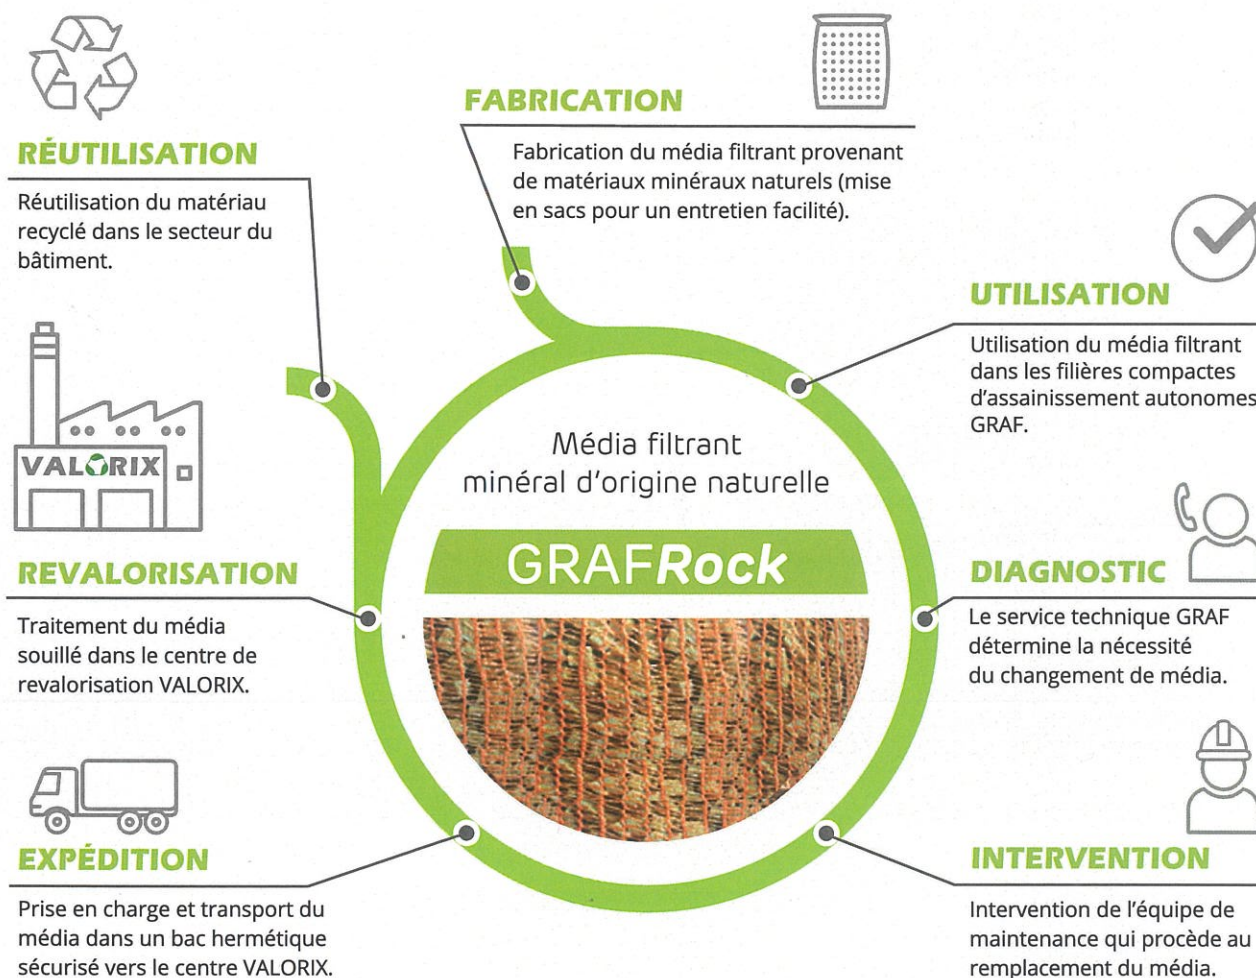 FABRICATION
Fabrication du média filtrant provenant
de matériaux minéraux naturels (mise
en sacs pour un entretien facilité).
UTILISATION
Utilisation du média filtrant
dans les filières compactes
d'assainissement autonomes
GRAF.
DIAGNOSTIC
Le service technique GRAF
détermine la nécessité
du changement de média.
INTERVENTION
Intervention de l'équipe de
maintenance qui procède au
remplacement du média.
EXPÉDITION
Prise en charge et transport du
média dans un bac hermétique
sécurisé vers le centre VALORIX.
VALORIX
REVALORISATION
Traitement du média
souillé dans le centre de
revalorisation VALORIX.
RÉUTILISATION
Réutilisation du matériau
recyclé dans le secteur du
bâtiment.
Média filtrant
minéral d'origine naturelle
GRAFRock